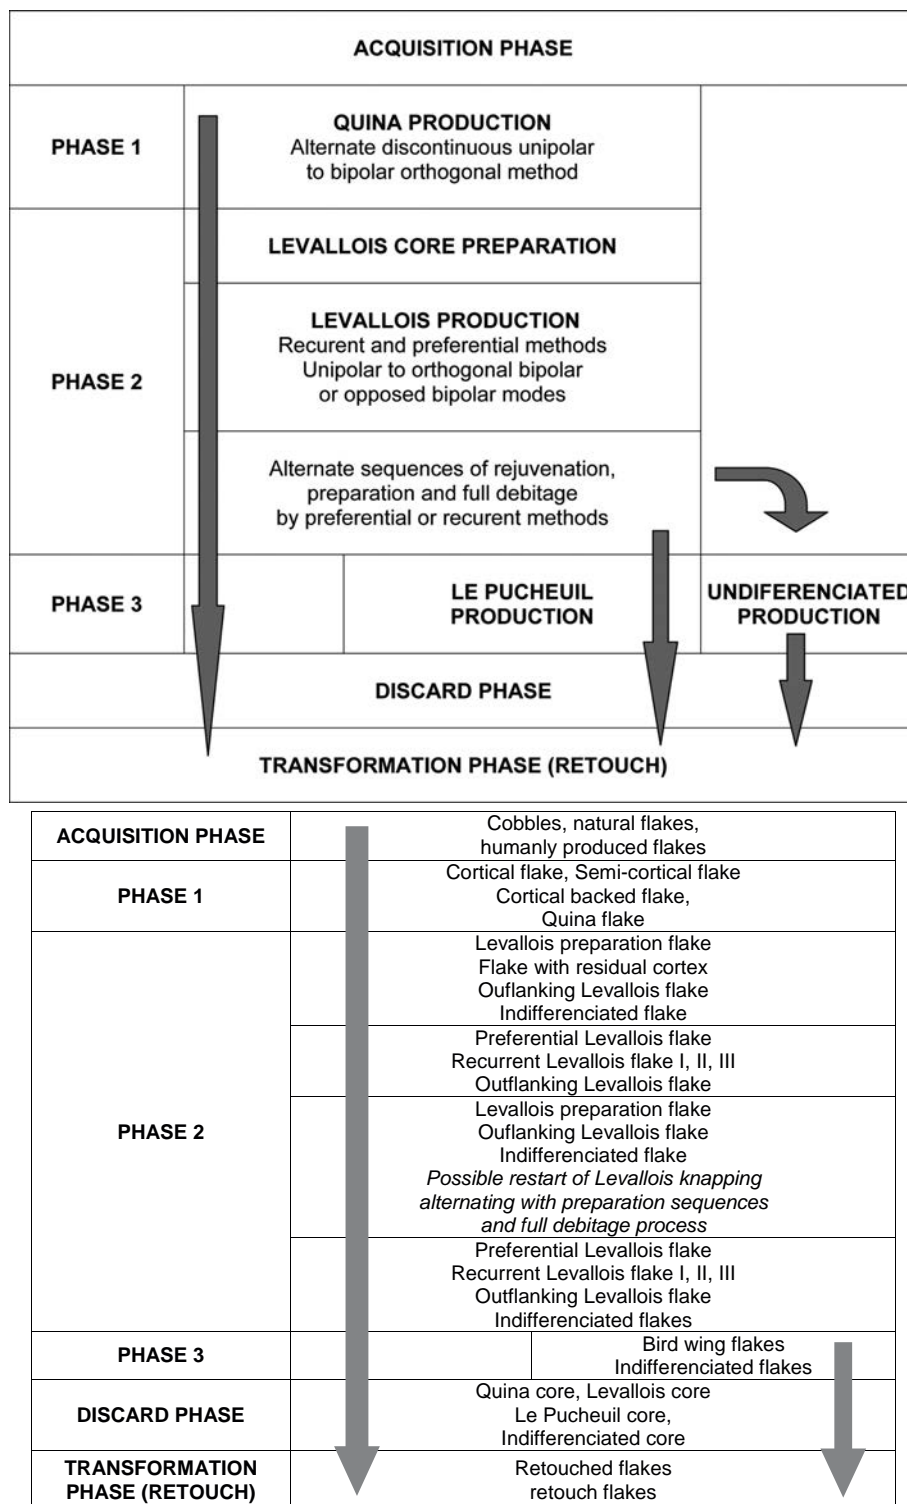 ACQUISITION PHASE
PHASE 1
QUINA PRODUCTION
Alternate discontinuous unipolar
to bipolar orthogonal method
PHASE 2
LEVALLOIS CORE PREPARATION
LEVALLOIS PRODUCTION
Recurent and preferential methods
Unipolar to orthogonal bipolar
or opposed bipolar modes
Alternate sequences of rejuvenation,
preparation and full debitage
by preferential or recurent methods
PHASE 3
LE PUCHEUIL
PRODUCTION
UNDIFERENCIATED
PRODUCTION
DISCARD PHASE
TRANSFORMATION PHASE (RETOUCH)
ACQUISITION PHASE
Cobbles, natural flakes,
humanly produced flakes
PHASE 1
Cortical flake, Semi-cortical flake
Cortical backed flake,
Quina flake
PHASE 2
Levallois preparation flake
Flake with residual cortex
Ouflanking Levallois flake
Indifferenciated flake
Preferential Levallois flake
Recurrent Levallois flake I, II, III
Outflanking Levallois flake
Levallois preparation flake
Ouflanking Levallois flake
Indifferenciated flake
Possible restart of Levallois knapping
alternating with preparation sequences
and full debitage process
Preferential Levallois flake
Recurrent Levallois flake I, II, III
Outflanking Levallois flake
Indifferenciated flakes
PHASE 3
Bird wing flakes
Indifferenciated flakes
DISCARD PHASE
Quina core, Levallois core
Le Pucheuil core,
Indifferenciated core
TRANSFORMATION
PHASE (RETOUCH)
Retouched flakes
retouch flakes